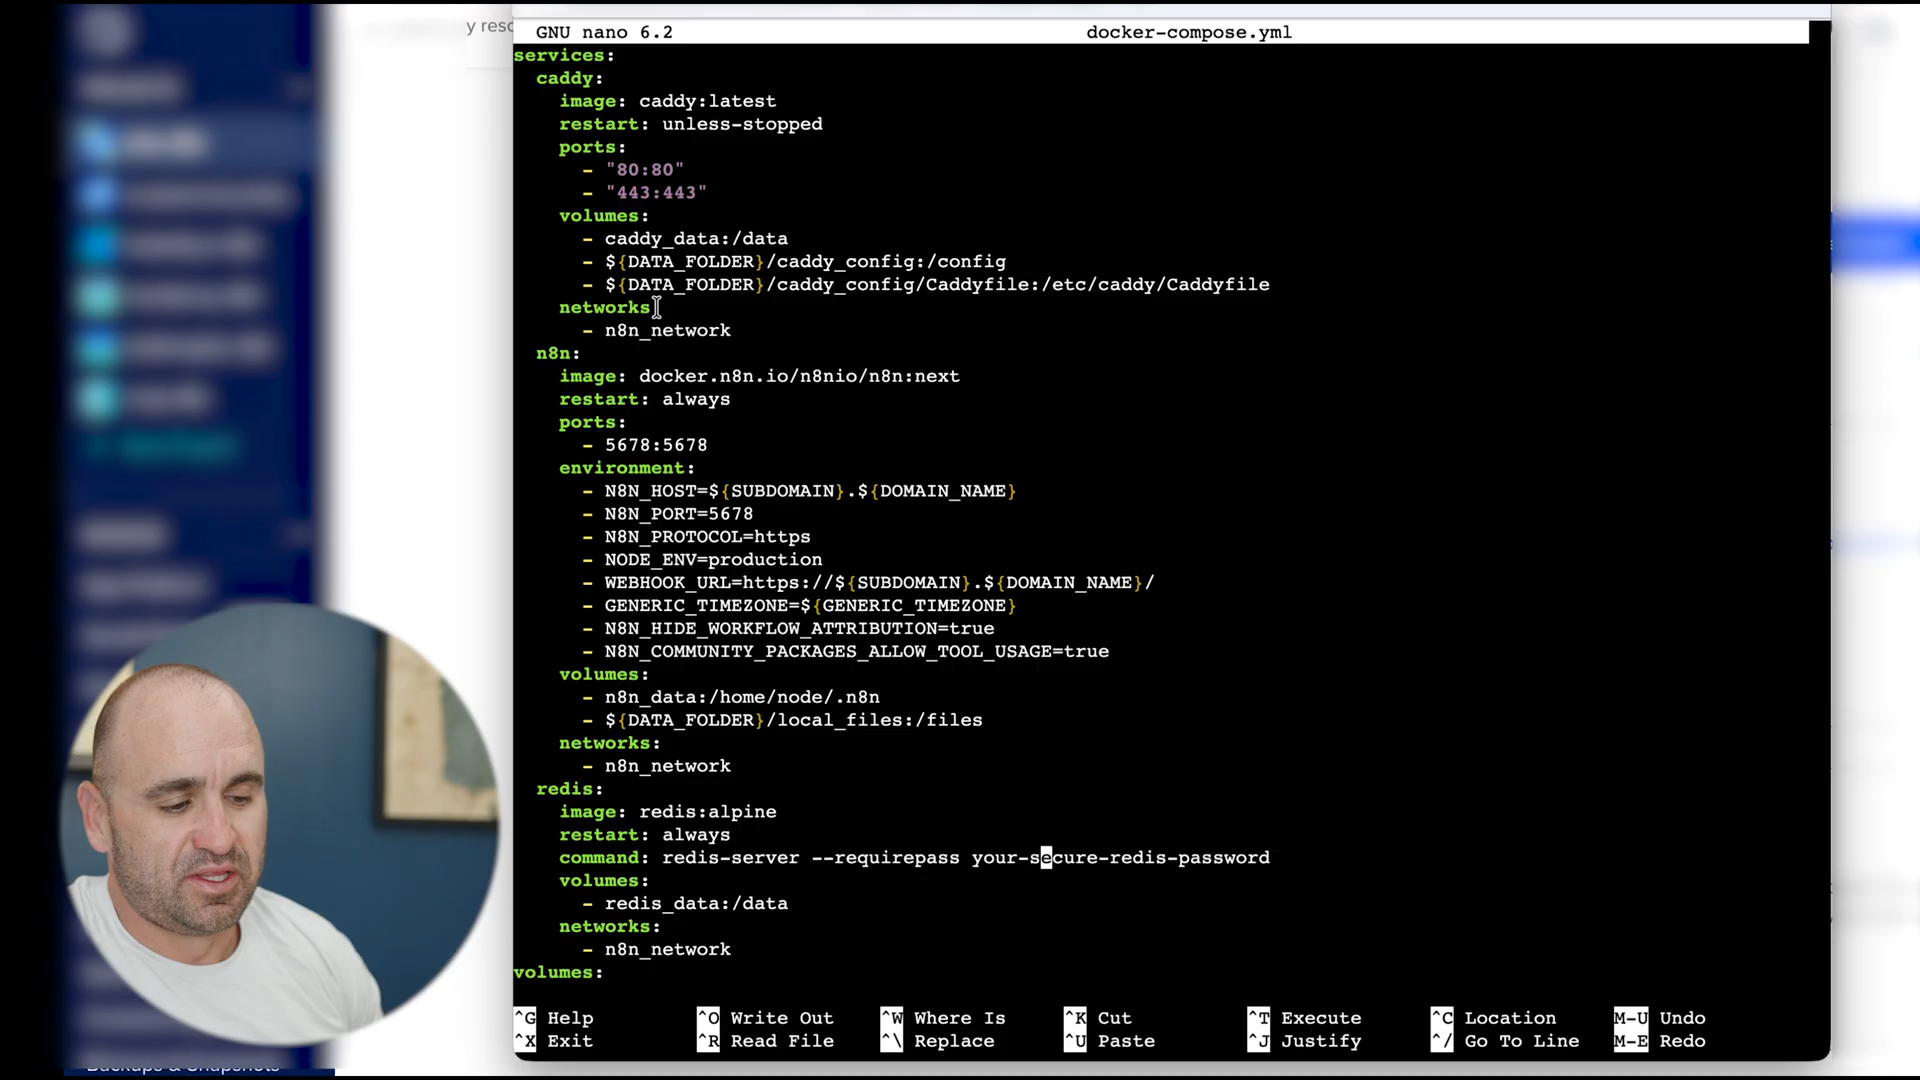 y reso
GNU nano 6.2 docker-compose.yml
services:
caddy:
image: caddy:latest
restart: unless-stopped
ports:
- "80:80"
- "443:443"
volumes:
- caddy_data:/data
- ${DATA_FOLDER}/caddy_config:/config
- ${DATA_FOLDER}/caddy_config/Caddyfile:/etc/caddy/Caddyfile
networks
- n8n_network
n8n:
image: docker.n8n.io/n8nio/n8n:next
restart: always
ports:
- 5678:5678
environment:
- N8N_HOST=${SUBDOMAIN}.${DOMAIN_NAME}
- N8N_PORT=5678
- N8N_PROTOCOL=https
- NODE_ENV=production
- WEBHOOK_URL=https://${SUBDOMAIN}.${DOMAIN_NAME}/
- GENERIC_TIMEZONE=${GENERIC_TIMEZONE}
- N8N_HIDE_WORKFLOW_ATTRIBUTION=true
- N8N_COMMUNITY_PACKAGES_ALLOW_TOOL_USAGE=true
volumes:
- n8n_data:/home/node/.n8n
- ${DATA_FOLDER}/local_files:/files
networks:
- n8n_network
redis:
image: redis:alpine
restart: always
command: redis-server --requirepass your-secure-redis-password
volumes:
- redis_data:/data
networks:
- n8n_network
volumes:
^G Help ^O Write Out ^W Where Is ^K Cut ^T Execute ^C Location M-U Undo
^X Exit ^R Read File ^\ Replace ^U Paste ^J Justify ^/ Go To Line M-E Redo
Backups & Snapshots